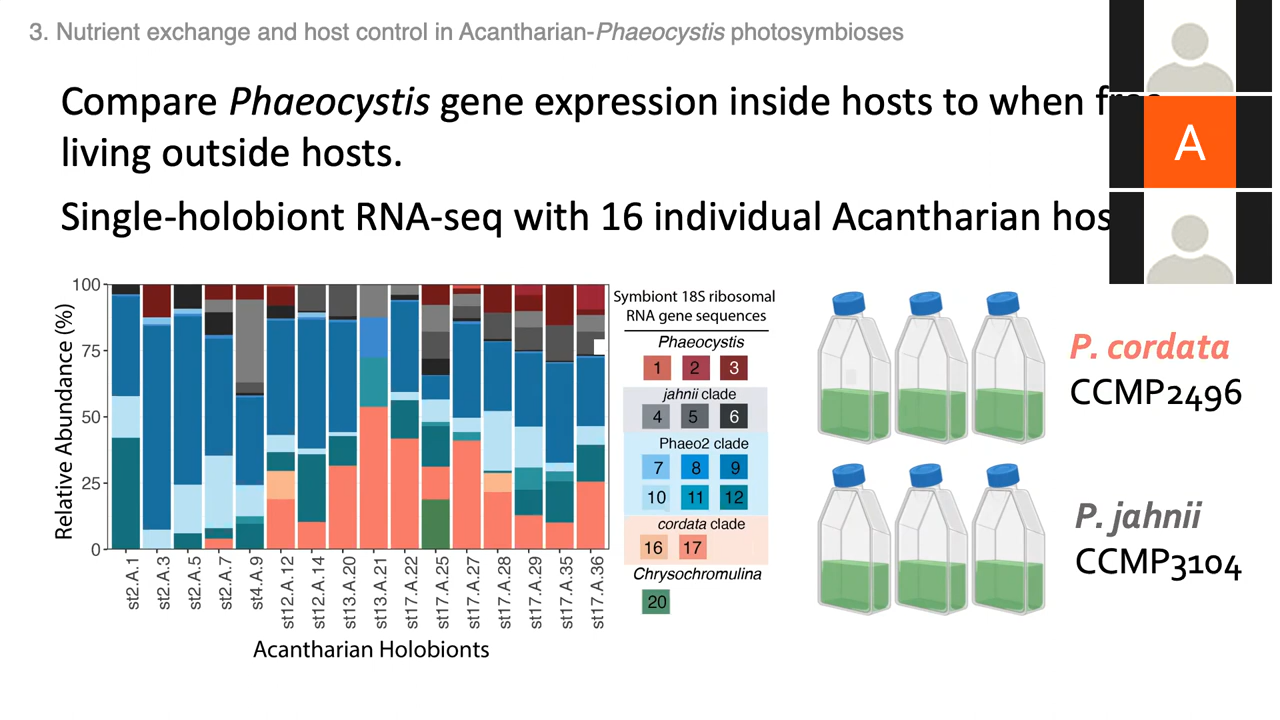 3. Nutrient exchange and host control in Acantharian-Phaeocystis photosymbioses
Compare Phaeocystis gene expression inside hosts to when
living outside hosts.
Single-holobiont RNA-seq with 16 individual Acantharian
A
Relative Abundance (%)
100
75
50
25
0
st2.A.1
st2.A.3
st2.A.5
st2.A.7
st4.A.9
st12.A.12
st12.A.14
st13.A.20
st13.A.21
st17.A.22
st17.A.25
st17.A.27
st17.A.28
st17.A.29
st17.A.35
st17.A.36
Acantharian Holobionts
Symbiont 18S ribosomal
RNA gene sequences
Phaeocystis
1 2 3
jahnii clade
4 5 6
Phaeo2 clade
7 8 9
10 11 12
cordata clade
16 17
Chrysochromulina
20
P. cordata
CCMP2496
P. jahnii
CCMP3104